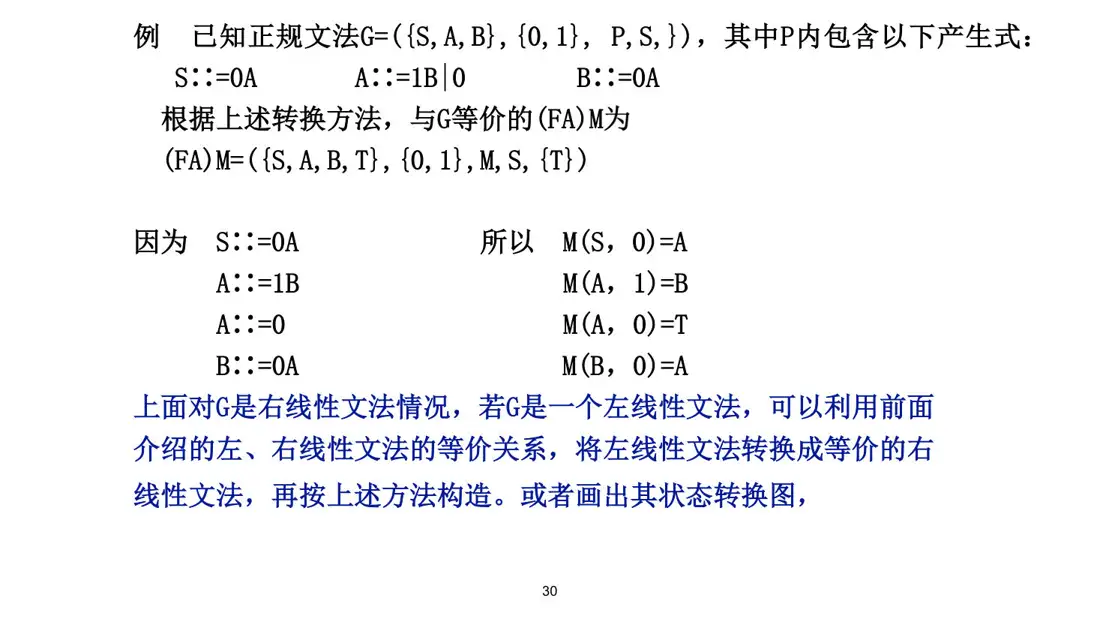 例 已知正规文法G=({S,A,B},{0,1}, P,S,}),其中P内包含以下产生式:
S::=0A A::=1B|0 B::=0A
根据上述转换方法,与G等价的(FA)M为
(FA)M=({S,A,B,T},{0,1},M,S,{T})
因为 S::=0A 所以 M(S, 0)=A
A::=1B M(A, 1)=B
A::=0 M(A, 0)=T
B::=0A M(B, 0)=A
上面对G是右线性文法情况,若G是一个左线性文法,可以利用前面
介绍的左、右线性文法的等价关系,将左线性文法转换成等价的右
线性文法,再按上述方法构造。或者画出其状态转换图,
30